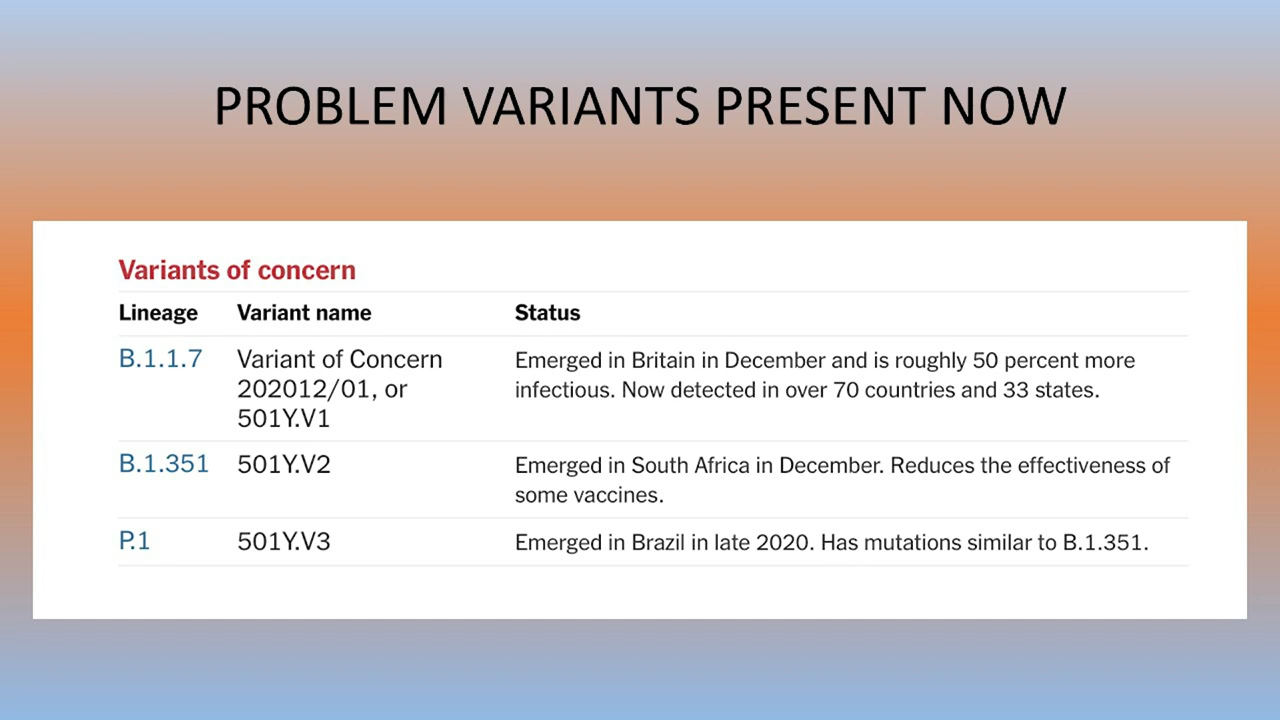 PROBLEM VARIANTS PRESENT NOW
Variants of concern
Lineage Variant name Status
B.1.1.7 Variant of Concern Emerged in Britain in December and is roughly 50 percent more
202012/01, or infectious. Now detected in over 70 countries and 33 states.
501Y.V1
B.1.351 501Y.V2 Emerged in South Africa in December. Reduces the effectiveness of
some vaccines.
P.1 501Y.V3 Emerged in Brazil in late 2020. Has mutations similar to B.1.351.